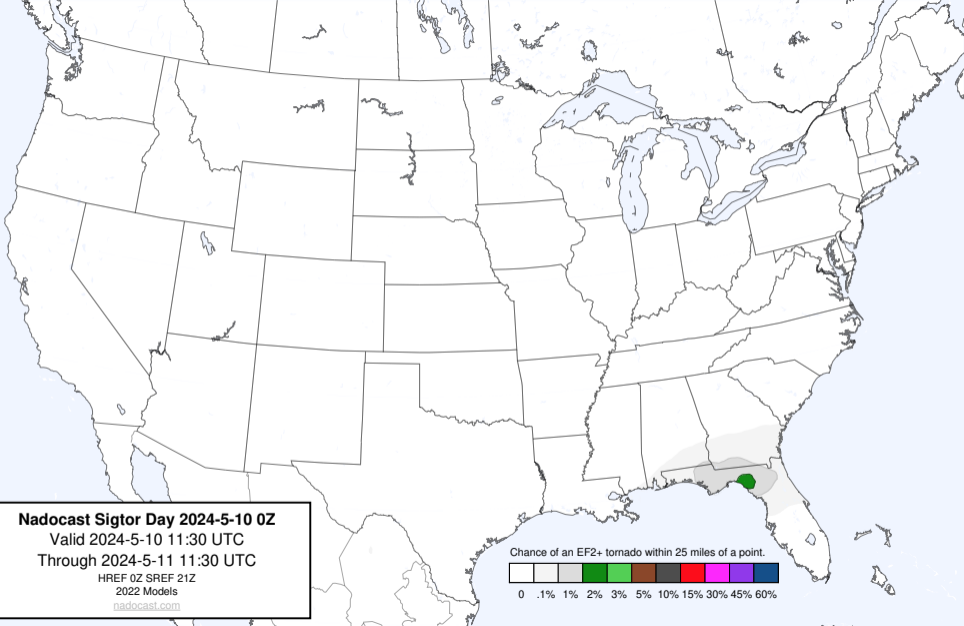 Nadocast Sigtor Day 2024-5-10 0Z
Valid 2024-5-10 11:30 UTC
Through 2024-5-11 11:30 UTC
HREF 0Z SREF 21Z
2022 Models
nadocast.com
Chance of an EF2+ tornado within 25 miles of a point.
0 .1% 1% 2% 3% 5% 10% 15% 30% 45% 60%